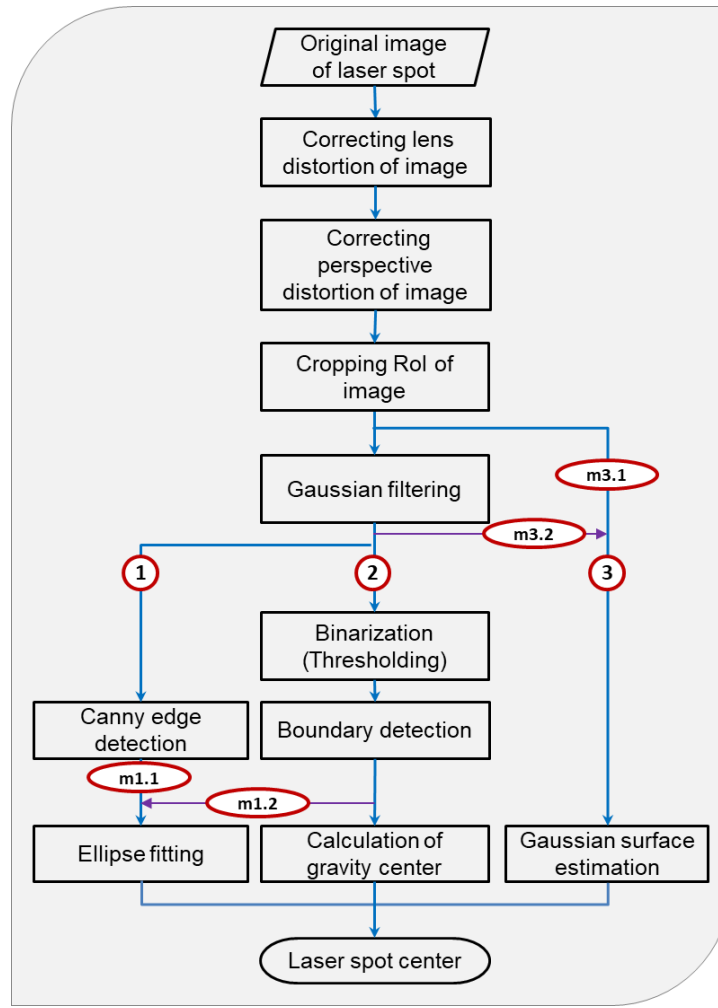 Original image
of laser spot
Correcting lens
distortion of image
Correcting
perspective
distortion of image
Cropping RoI of
image
m3.1
Gaussian filtering
m3.2
1
2
3
Binarization
(Thresholding)
Canny edge
detection
Boundary detection
m1.1
m1.2
Ellipse fitting
Calculation of
gravity center
Gaussian surface
estimation
Laser spot center